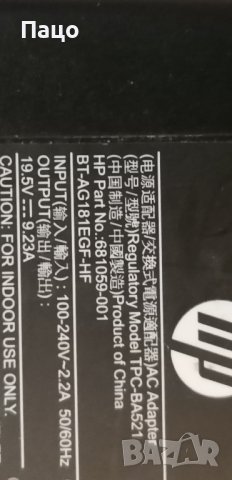 Пацо
hp
(电源适配器/交換式電源適配器)AC Adapter
(型号/型號)Regulatory Model TPC-BA521
(中国制造/中國製造)Product of China
HP Part No.:681059-001
BT-AG181EGF-HF
INPUT(输入/輸入) : 100-240V~2.2A 50/60Hz
OUTPUT(输出/輸出) :
19.5V⎓9.23A
CAUTION: FOR INDOOR USE ONLY.
BAZAR